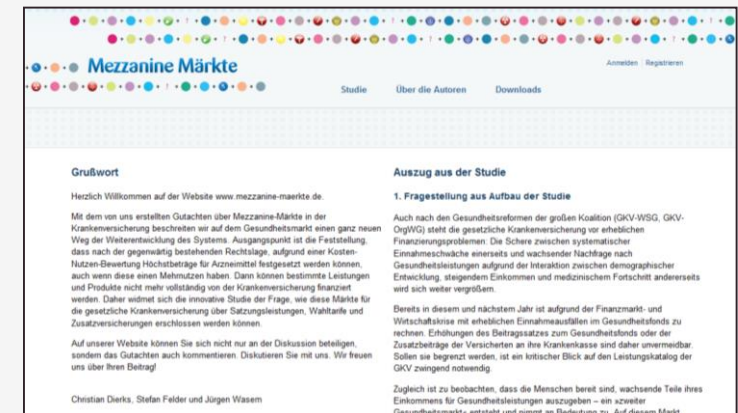 Mezzanine Märkte
Anmelden | Registrieren
Studie Über die Autoren Downloads
Grußwort
Herzlich Willkommen auf der Website www.mezzanine-maerkte.de.
Mit dem von uns erstellten Gutachten über Mezzanine-Märkte in der
Krankenversicherung beschreiten wir auf dem Gesundheitsmarkt einen ganz neuen
Weg der Weiterentwicklung des Systems. Ausgangspunkt ist die Feststellung,
dass nach der gegenwärtig bestehenden Rechtslage, aufgrund einer Kosten-
Nutzen-Bewertung Höchstbeträge für Arzneimittel festgesetzt werden können,
auch wenn diese einen Mehrnutzen haben. Dann können bestimmte Leistungen
und Produkte nicht mehr vollständig von der Krankenversicherung finanziert
werden. Daher widmet sich die innovative Studie der Frage, wie diese Märkte für
die gesetzliche Krankenversicherung über Satzungsleistungen, Wahltarife und
Zusatzversicherungen erschlossen werden können.
Auf unserer Website können Sie sich nicht nur an der Diskussion beteiligen,
sondern das Gutachten auch kommentieren. Diskutieren Sie mit uns. Wir freuen
uns über Ihren Beitrag!
Christian Dierks, Stefan Felder und Jürgen Wasem
Auszug aus der Studie
1. Fragestellung aus Aufbau der Studie
Auch nach den Gesundheitsreformen der großen Koalition (GKV-WSG, GKV-
OrgWG) steht die gesetzliche Krankenversicherung vor erheblichen
Finanzierungsproblemen: Die Schere zwischen systematischer
Einnahmeschwäche einerseits und wachsender Nachfrage nach
Gesundheitsleistungen aufgrund der Interaktion zwischen demographischer
Entwicklung, steigendem Einkommen und medizinischem Fortschritt andererseits
wird sich weiter vergrößern.
Bereits in diesem und nächstem Jahr ist aufgrund der Finanzmarkt- und
Wirtschaftskrise mit erheblichen Einnahmeausfällen im Gesundheitsfonds zu
rechnen. Erhöhungen des Beitragssatzes zum Gesundheitsfonds oder der
Zusatzbeiträge der Versicherten an ihre Krankenkasse sind daher unvermeidbar.
Sollen sie begrenzt werden, ist ein kritischer Blick auf den Leistungskatalog der
GKV zwingend notwendig.
Zugleich ist zu beobachten, dass die Menschen bereit sind, wachsende Teile ihres
Einkommens für Gesundheitsleistungen auszugeben – ein »zweiter
Gesundheitsmarkt« entsteht und nimmt an Bedeutung zu. Auf diesem Markt